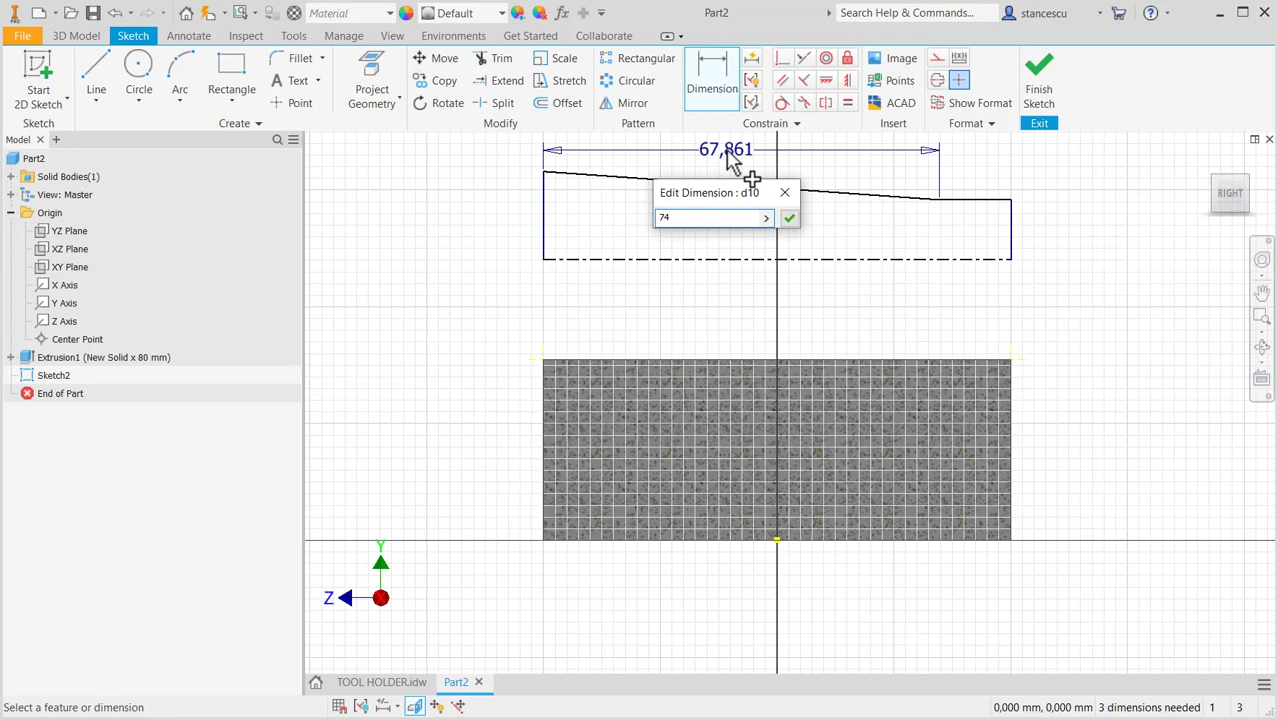 PRO
Material
Default
Part2
Search Help & Commands...
stancescu
File
3D Model
Sketch
Annotate
Inspect
Tools
Manage
View
Environments
Get Started
Collaborate
Start
2D Sketch
Line
Circle
Arc
Rectangle
Fillet
Text
Point
Project
Geometry
Move
Copy
Rotate
Trim
Extend
Split
Scale
Stretch
Offset
Rectangular
Circular
Mirror
Dimension
Image
Points
ACAD
Show Format
Finish
Sketch
Sketch
Create
Modify
Pattern
Constrain
Insert
Format
Exit
Model
Part2
Solid Bodies(1)
View: Master
Origin
YZ Plane
XZ Plane
XY Plane
X Axis
Y Axis
Z Axis
Center Point
Extrusion1 (New Solid x 80 mm)
Sketch2
End of Part
67,861
Edit Dimension : d10
74
RIGHT
Y
Z
TOOL HOLDER.idw
Part2
Select a feature or dimension
0,000 mm, 0,000 mm
3 dimensions needed
1
3